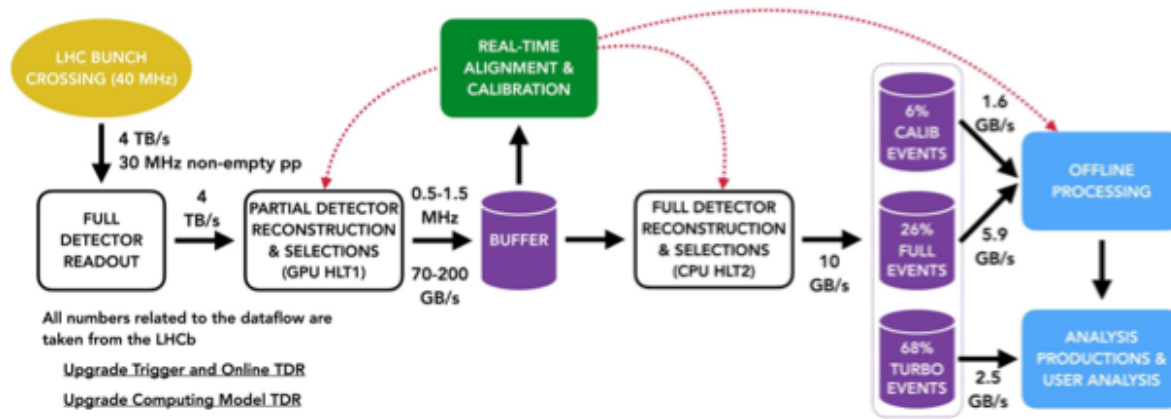 LHC BUNCH
CROSSING (40 MHz)
4 TB/s
30 MHz non-empty pp
FULL
DETECTOR
READOUT
4
TB/s
PARTIAL DETECTOR
RECONSTRUCTION
& SELECTIONS
(GPU HLT1)
0.5-1.5
MHz
70-200
GB/s
REAL-TIME
ALIGNMENT &
CALIBRATION
BUFFER
FULL DETECTOR
RECONSTRUCTION
& SELECTIONS
(CPU HLT2)
10
GB/s
6%
CALIB
EVENTS
1.6
GB/s
26%
FULL
EVENTS
5.9
GB/s
68%
TURBO
EVENTS
2.5
GB/s
OFFLINE
PROCESSING
ANALYSIS
PRODUCTIONS &
USER ANALYSIS
All numbers related to the dataflow are
taken from the LHCb
Upgrade Trigger and Online TDR
Upgrade Computing Model TDR